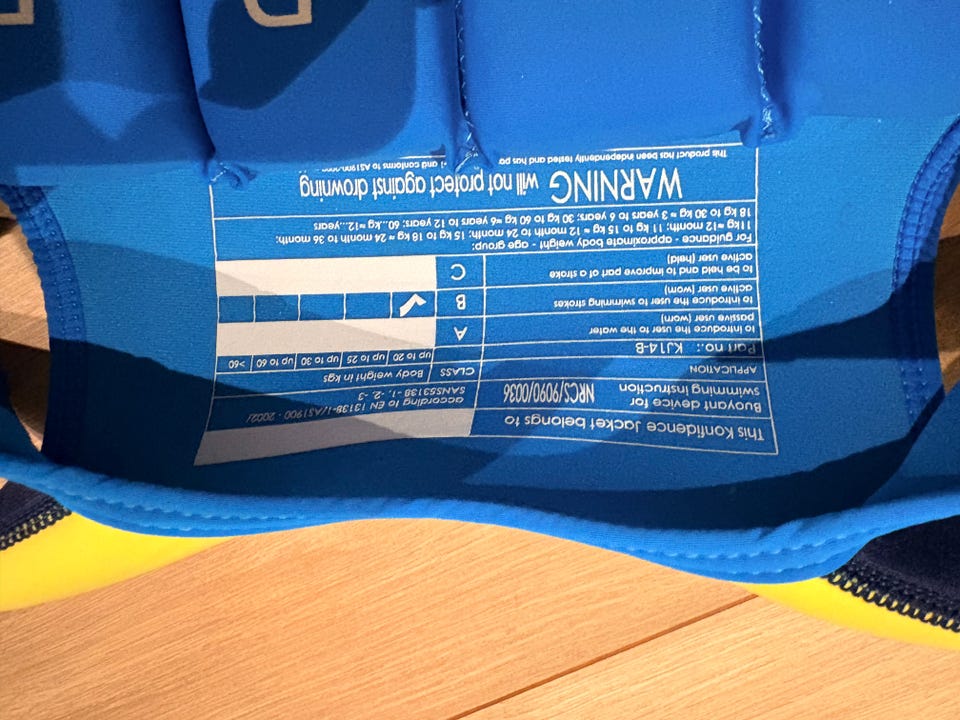 This Konfidence Jacket belongs to
Buoyant device for
swimming instruction
NRCS/9090/0036
according to EN 13138-1/AS1900 - 2002/
SANS53138 -1, -2, -3
APPLICATION
CLASS
Body weight in kgs
Part no.: KJ14-B
up to 20 up to 25 up to 30 up to 60 >60
to introduce the user to the water
passive user (worn)
A
to introduce the user to swimming strokes
active user (worn)
B
to be held and to improve part of a stroke
active user (held)
C
For guidance - approximate body weight - age group:
11kg ≈12 month; 11 kg to 15 kg ≈ 12 month to 24 month; 15 kg to 18 kg ≈ 24 month to 36 month;
18 kg to 30 kg ≈ 3 years to 6 years; 30 kg to 60 kg ≈6 years to 12 years; 60...kg ≈12...years
WARNING will not protect against drowning
This product has been independently tested and has and conforms to AS1900